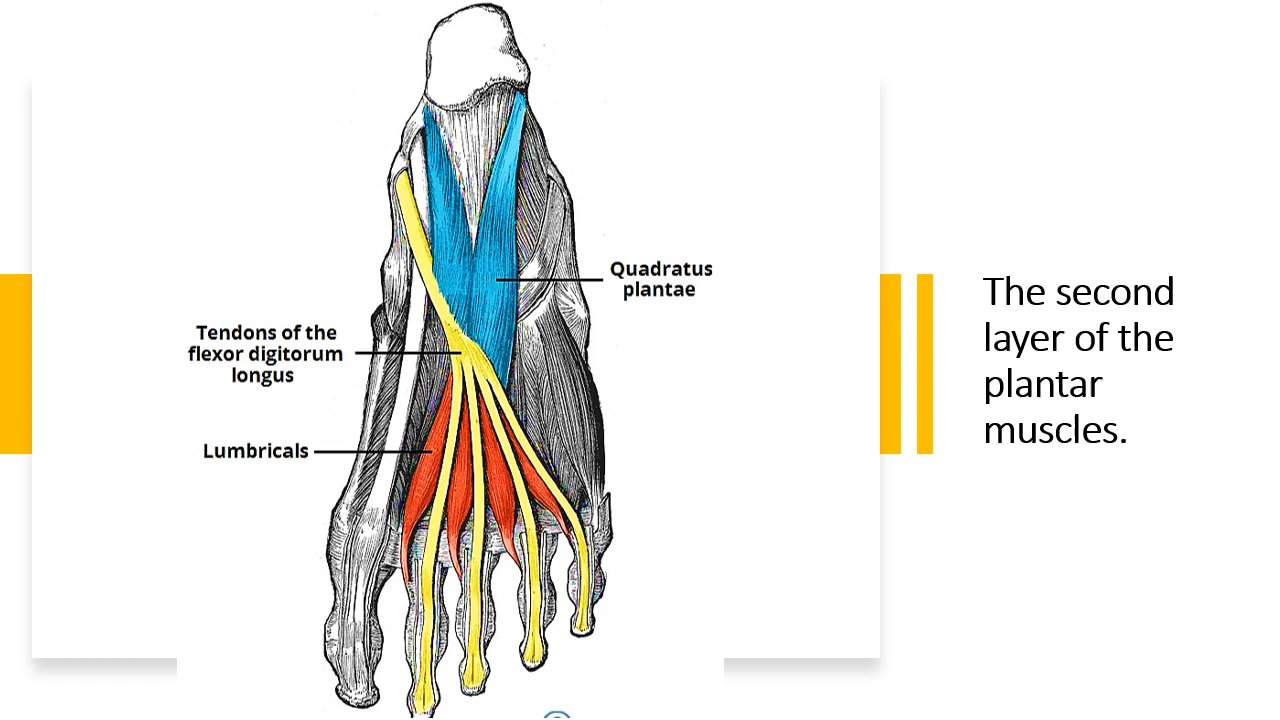 Quadratus
plantae
Tendons of the
flexor digitorum
longus
Lumbricals
The second
layer of the
plantar
muscles.